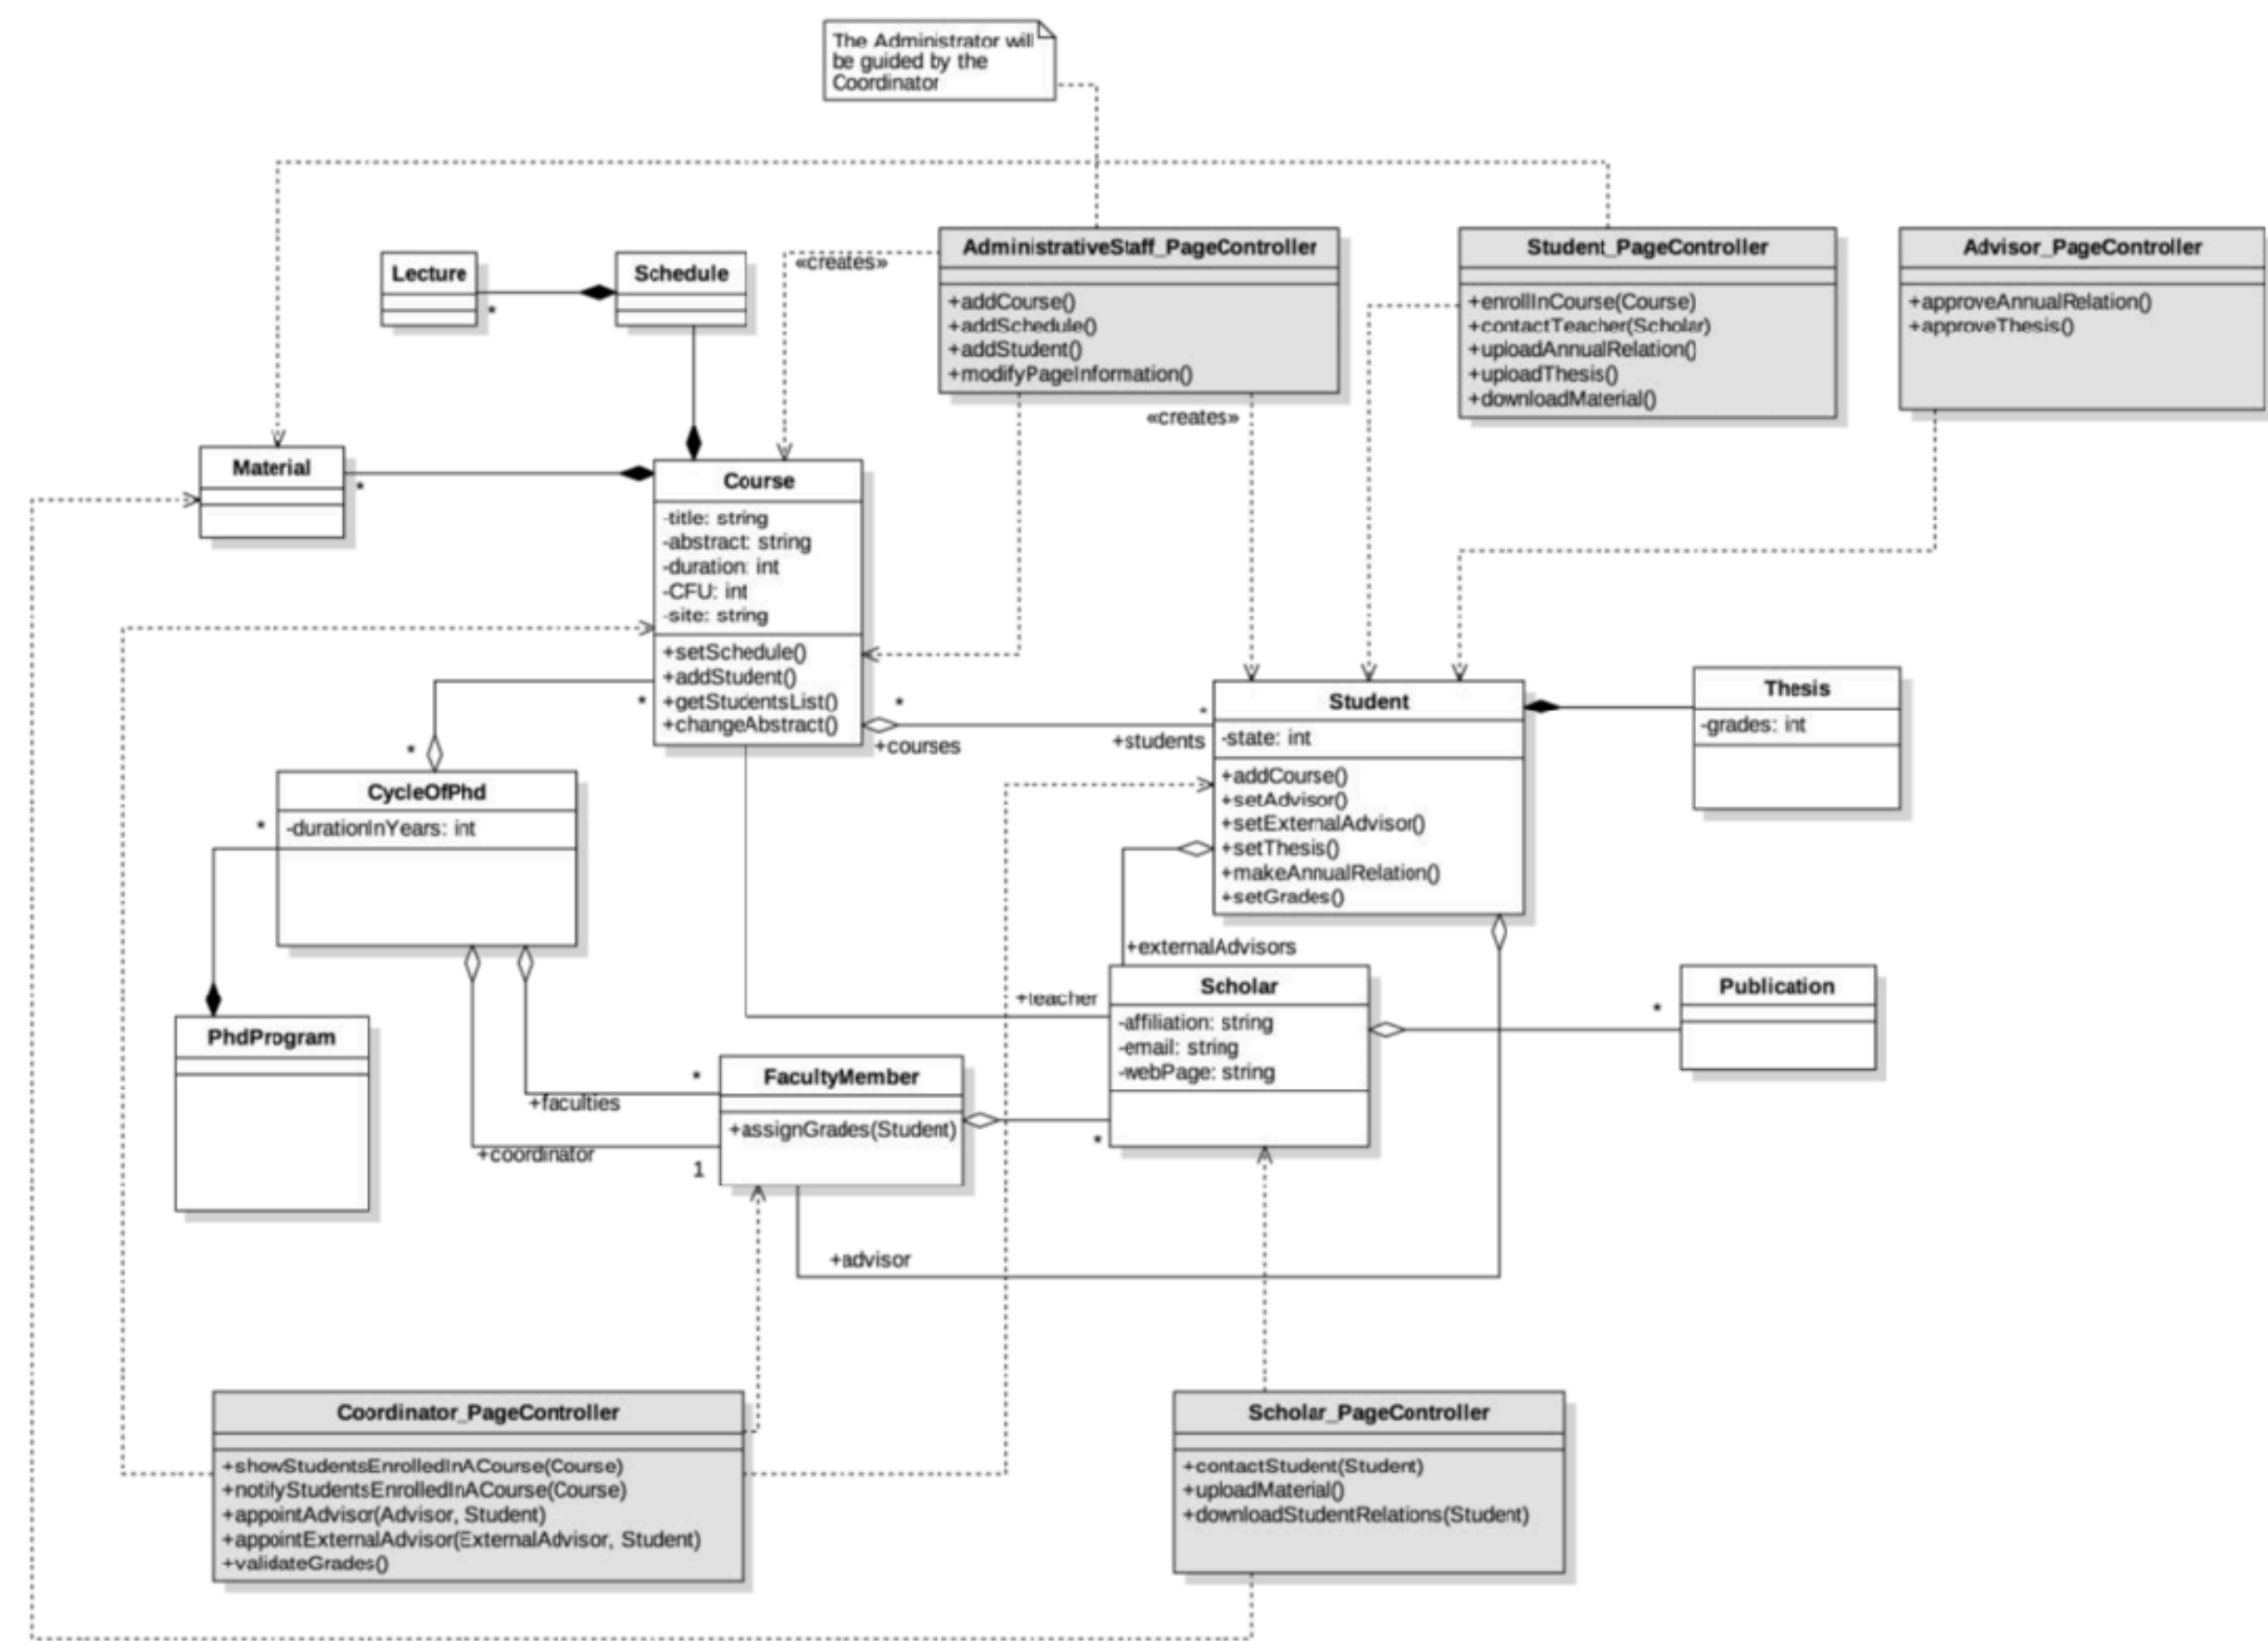 The Administrator will
be guided by the
Coordinator
Lecture
*
Schedule
«creates»
AdministrativeStaff_PageController
+addCourse()
+addSchedule()
+addStudent()
+modifyPageInformation()
«creates»
Student_PageController
+enrollInCourse(Course)
+contactTeacher(Scholar)
+uploadAnnualRelation()
+uploadThesis()
+downloadMaterial()
Advisor_PageController
+approveAnnualRelation()
+approveThesis()
Material
*
Course
-title: string
-abstract: string
-duration: int
-CFU: int
-site: string
+setSchedule()
+addStudent()
+getStudentsList()
+changeAbstract()
*
*
+courses
*
+students
Student
-state: int
+addCourse()
+setAdvisor()
+setExternalAdvisor()
+setThesis()
+makeAnnualRelation()
+setGrades()
Thesis
-grades: int
*
CycleOfPhd
-durationInYears: int
*
PhdProgram
+externalAdvisors
+teacher
Scholar
-affiliation: string
-email: string
-webPage: string
*
*
Publication
*
+faculties
+coordinator
1
FacultyMember
+assignGrades(Student)
+advisor
Coordinator_PageController
+showStudentsEnrolledInACourse(Course)
+notifyStudentsEnrolledInACourse(Course)
+appointAdvisor(Advisor, Student)
+appointExternalAdvisor(ExternalAdvisor, Student)
+validateGrades()
Scholar_PageController
+contactStudent(Student)
+uploadMaterial()
+downloadStudentRelations(Student)